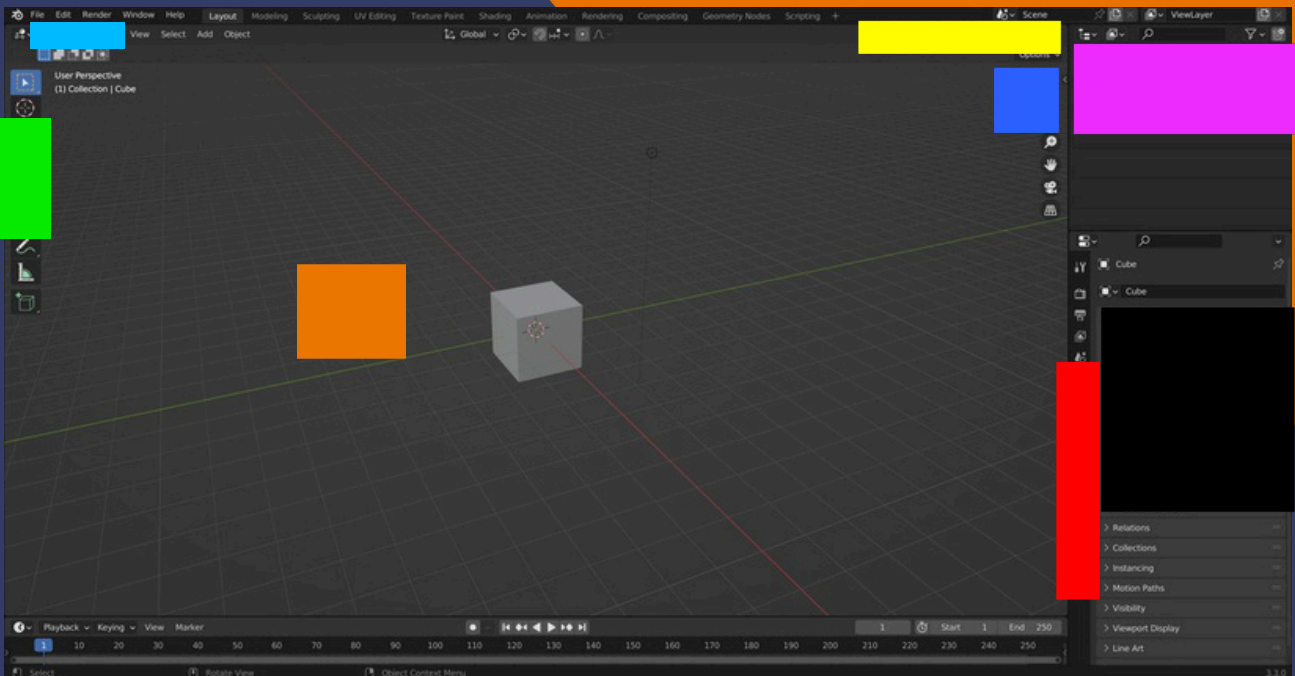 File Edit Render Window Help Layout Modeling Sculpting UV Editing Texture Paint Shading Animation Rendering Compositing Geometry Nodes Scripting + Scene ViewLayer
View Select Add Object Global
Options
User Perspective
(1) Collection | Cube
Cube
Cube
Relations
Collections
Instancing
Motion Paths
Visibility
Viewport Display
Line Art
Playback Keying View Marker 1 Start 1 End 250
1 10 20 30 40 50 60 70 80 90 100 110 120 130 140 150 160 170 180 190 200 210 220 230 240 250
Select Rotate View Object Context Menu 3.3.0